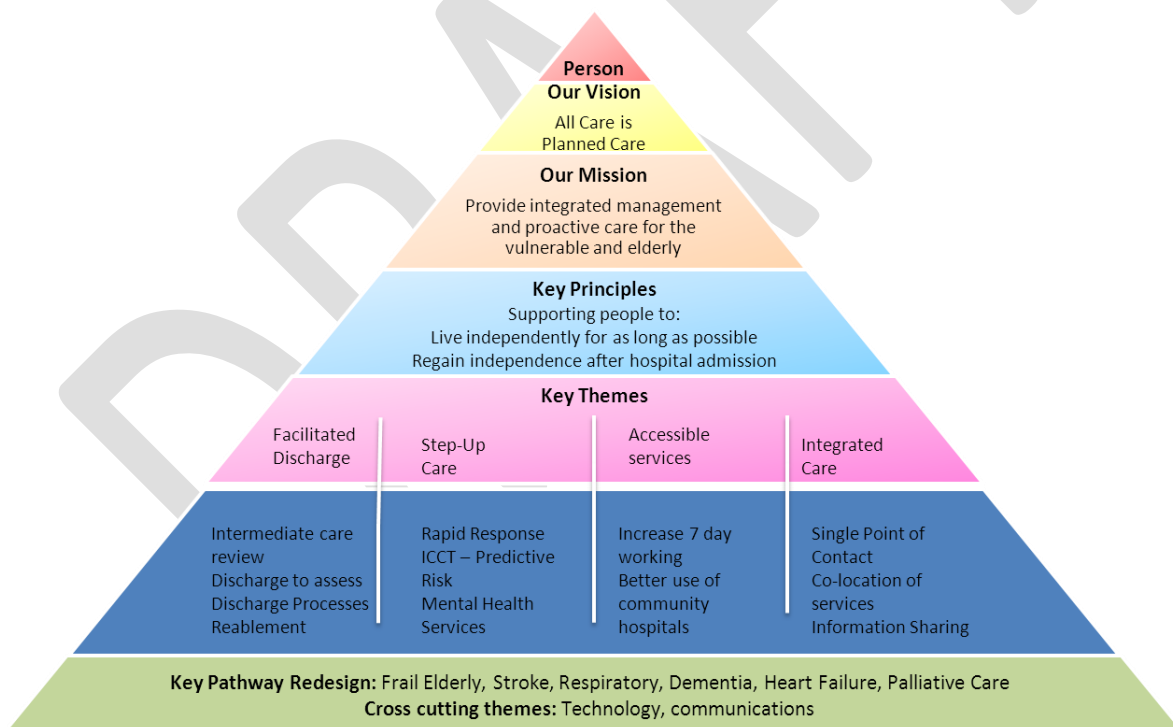 DRAFT
Person
Our Vision
All Care is
Planned Care
Our Mission
Provide integrated management
and proactive care for the
vulnerable and elderly
Key Principles
Supporting people to:
Live independently for as long as possible
Regain independence after hospital admission
Key Themes
Facilitated
Discharge
Step-Up
Care
Accessible
services
Integrated
Care
Intermediate care
review
Discharge to assess
Discharge Processes
Reablement
Rapid Response
ICCT – Predictive
Risk
Mental Health
Services
Increase 7 day
working
Better use of
community
hospitals
Single Point of
Contact
Co-location of
services
Information Sharing
Key Pathway Redesign: Frail Elderly, Stroke, Respiratory, Dementia, Heart Failure, Palliative Care
Cross cutting themes: Technology, communications